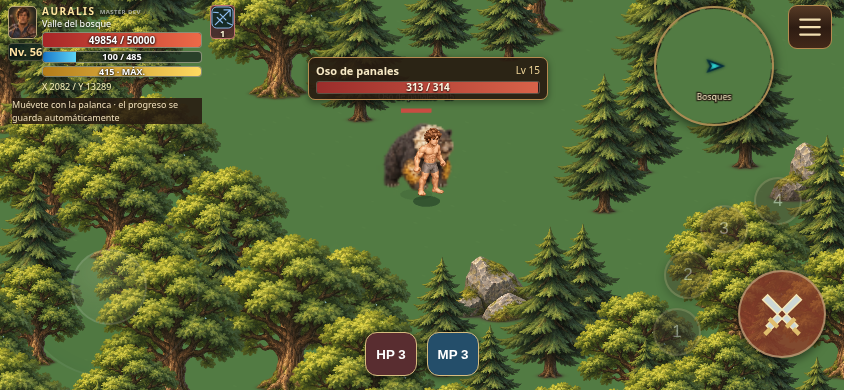 AURALIS MASTER DEV
Valle del bosque
49854 / 50000
Nv. 56
100 / 485
415 · MAX.
X 2082 / Y 13289
Muévete con la palanca · el progreso se
guarda automáticamente
1
Oso de panales Lv 15
313 / 314
Bosques
4
3
2
1
HP 3
MP 3